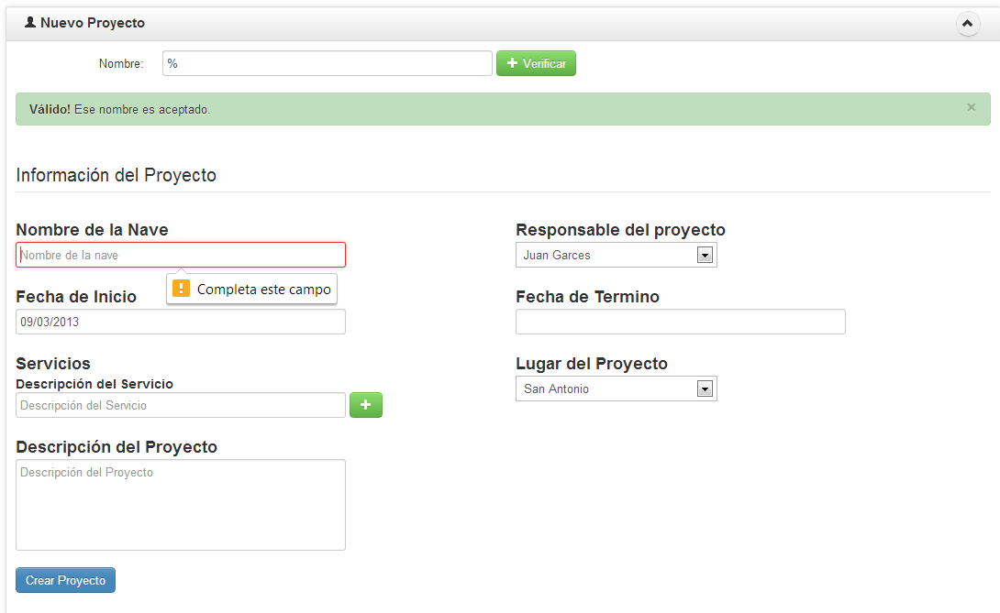 Nuevo Proyecto
Nombre: % Verificar
Válido! Ese nombre es aceptado. ×
Información del Proyecto
Nombre de la Nave
Nombre de la nave
Completa este campo
Fecha de Inicio
09/03/2013
Servicios
Descripción del Servicio
Descripción del Servicio
Descripción del Proyecto
Descripción del Proyecto
Crear Proyecto
Responsable del proyecto
Juan Garces
Fecha de Termino
Lugar del Proyecto
San Antonio